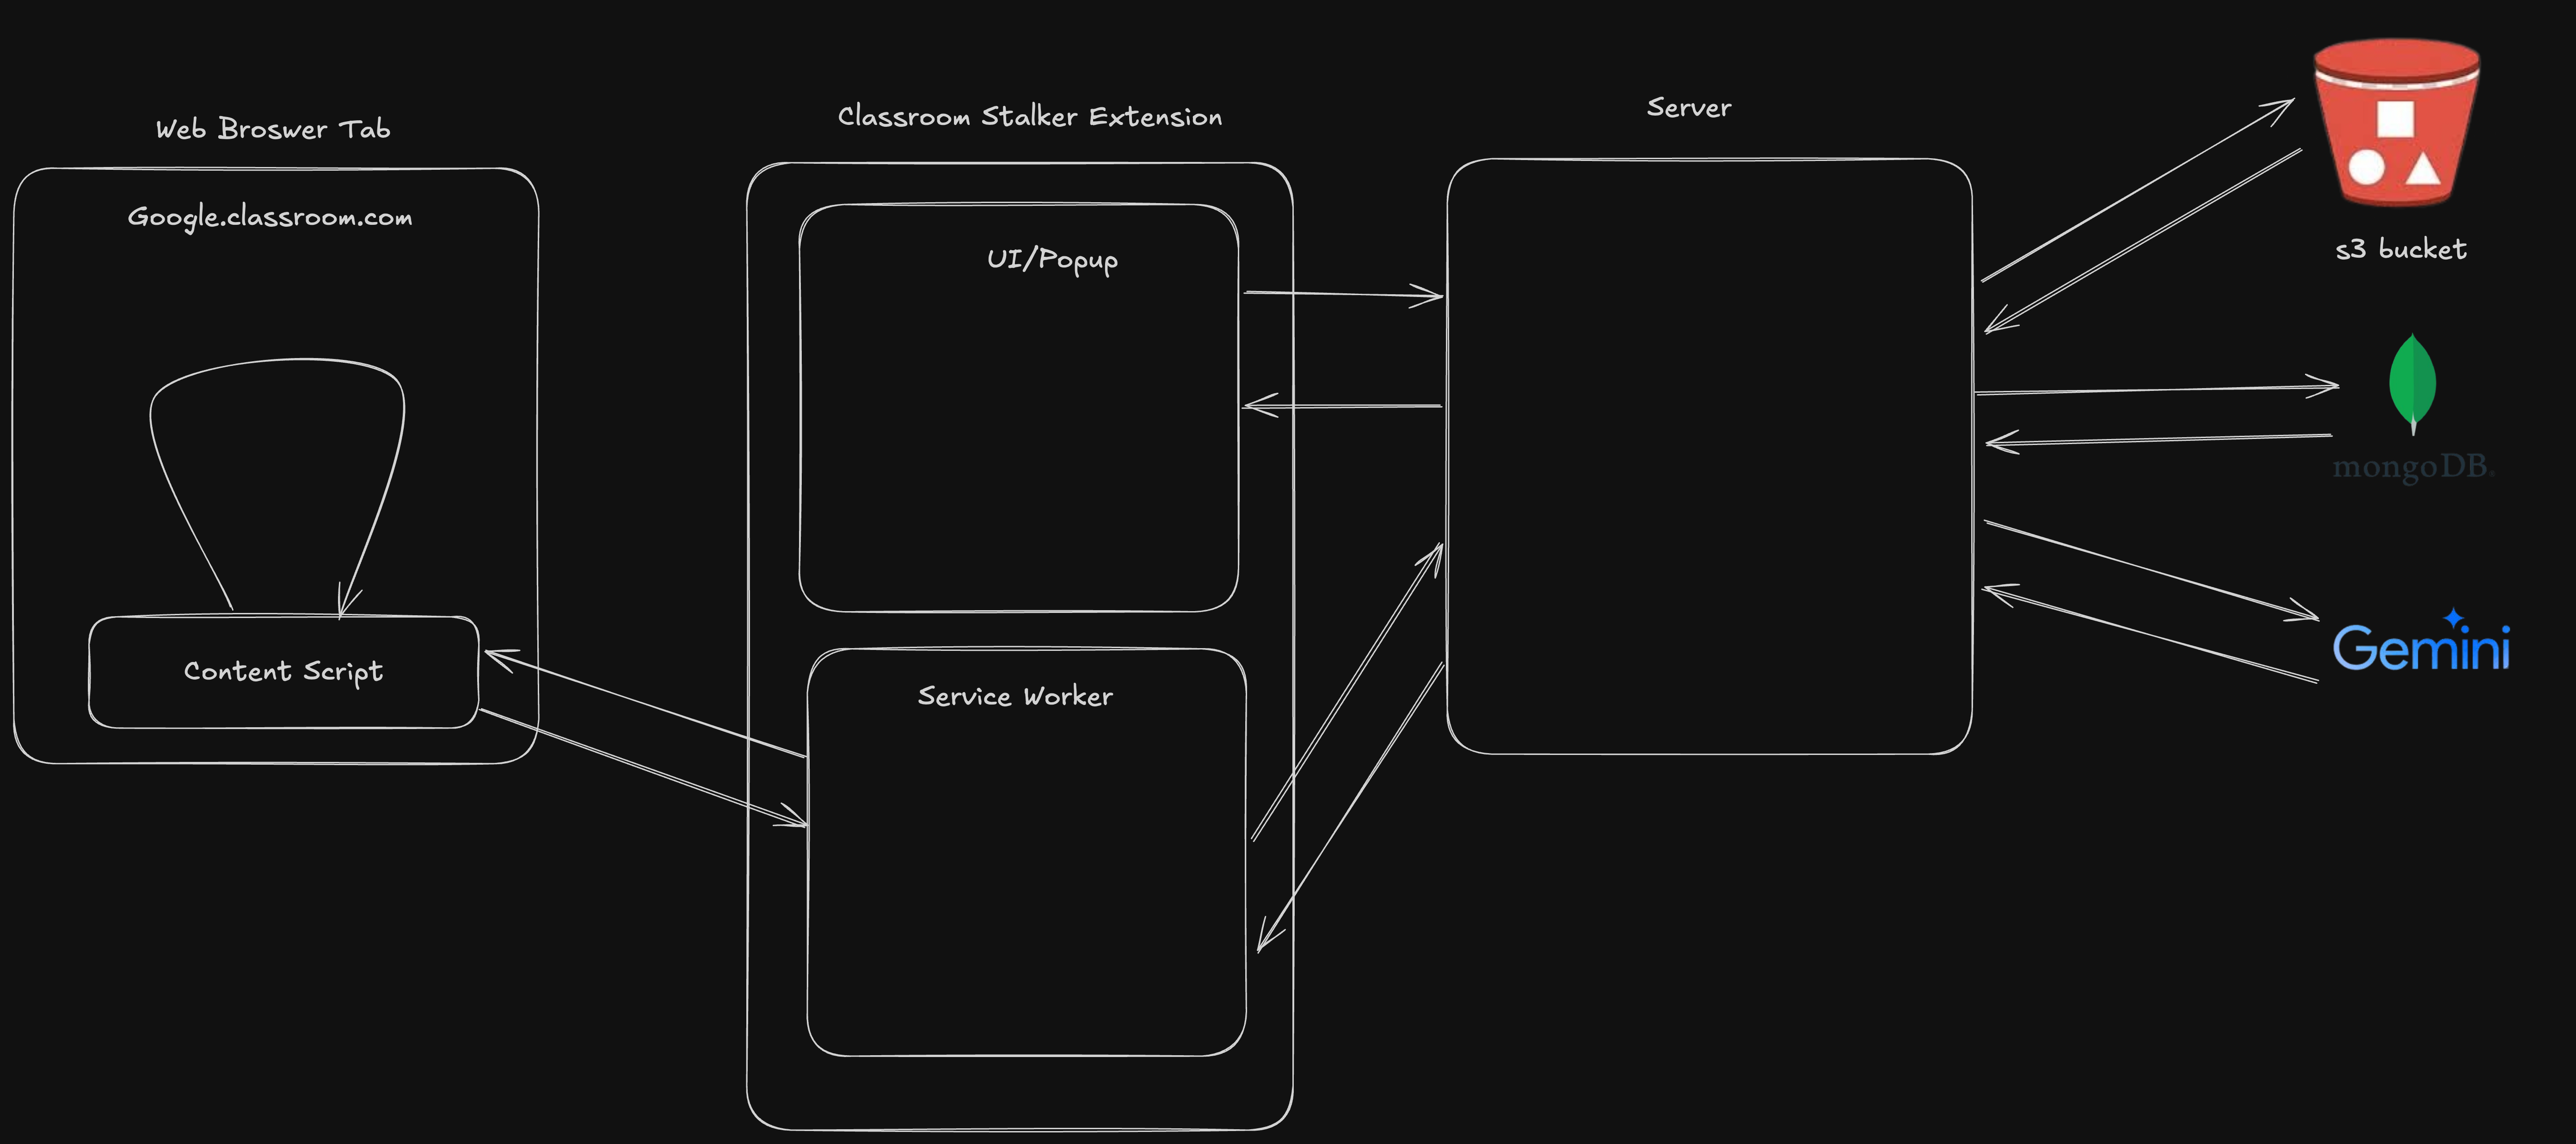 Web Broswer Tab
Google.classroom.com
Content Script
Classroom Stalker Extension
UI/Popup
Service Worker
Server
s3 bucket
mongoDB.
Gemini